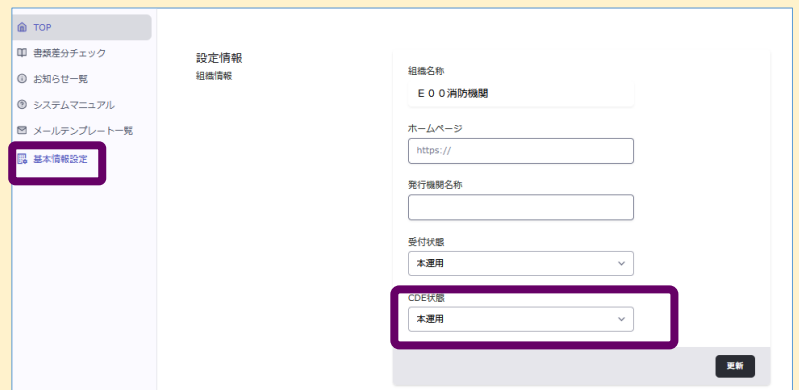 TOP
書類差分チェック
お知らせ一覧
システムマニュアル
メールテンプレート一覧
基本情報設定
設定情報
組織情報
組織名称
Ｅ００消防機関
ホームページ
https://
発行機関名称
受付状態
本運用
CDE状態
本運用
更新